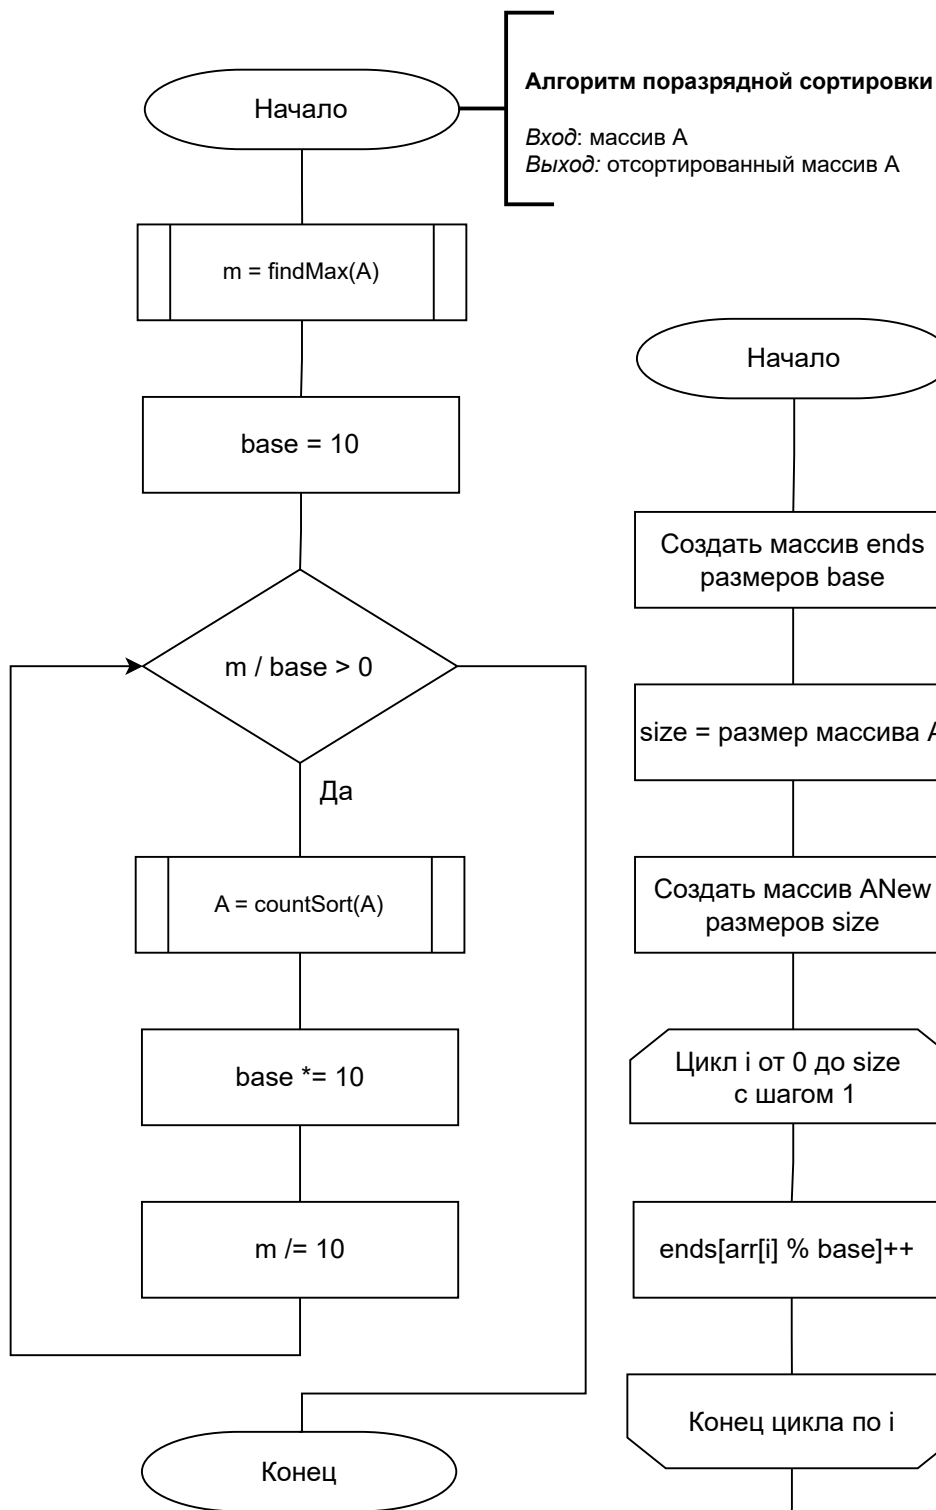 Начало
Алгоритм поразрядной сортировки
Вход: массив А
Выход: отсортированный массив А
m = findMax(A)
base = 10
m / base > 0
Да
A = countSort(A)
base *= 10
m /= 10
Конец
Начало
Создать массив ends
размеров base
size = размер массива А
Создать массив ANew
размеров size
Цикл i от 0 до size
с шагом 1
ends[arr[i] % base]++
Конец цикла по i